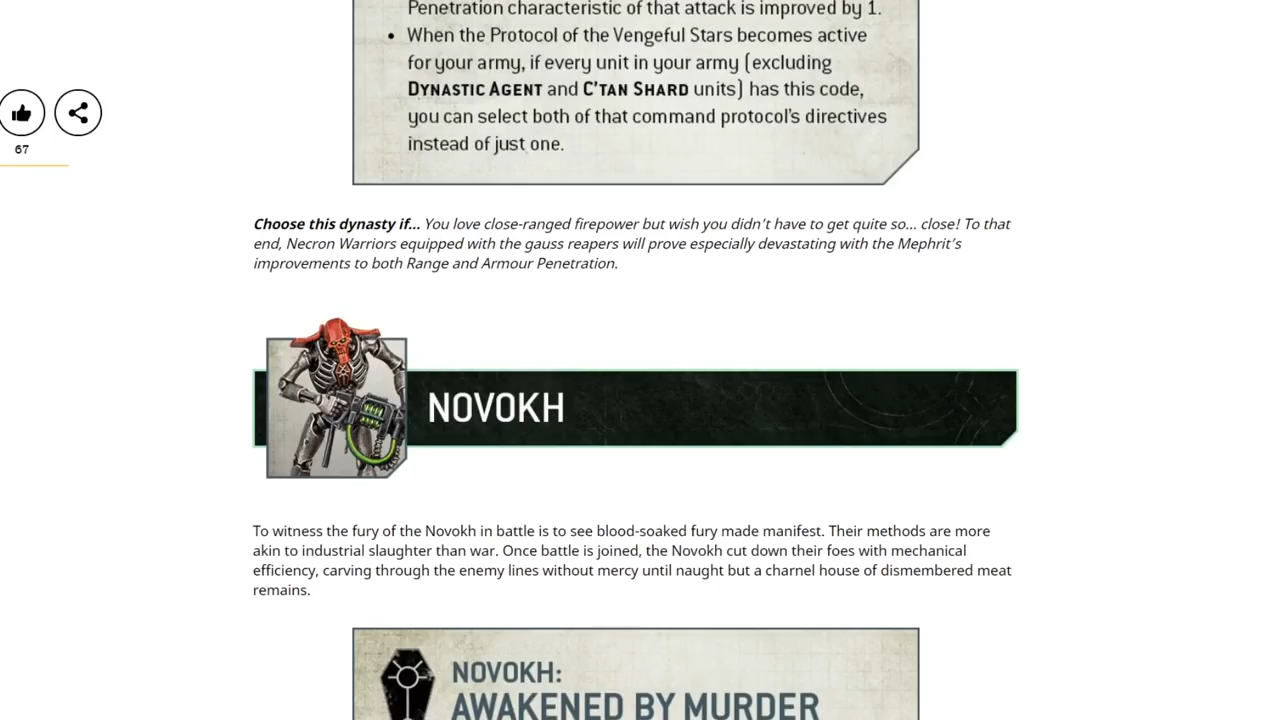 Penetration characteristic of that attack is improved by 1.
• When the Protocol of the Vengeful Stars becomes active
for your army, if every unit in your army (excluding
DYNASTIC AGENT and C'TAN SHARD units) has this code,
you can select both of that command protocol's directives
instead of just one.
67
Choose this dynasty if... You love close-ranged firepower but wish you didn't have to get quite so... close! To that
end, Necron Warriors equipped with the gauss reapers will prove especially devastating with the Mephrit's
improvements to both Range and Armour Penetration.
NOVOKH
To witness the fury of the Novokh in battle is to see blood-soaked fury made manifest. Their methods are more
akin to industrial slaughter than war. Once battle is joined, the Novokh cut down their foes with mechanical
efficiency, carving through the enemy lines without mercy until naught but a charnel house of dismembered meat
remains.
NOVOKH:
AWAKENED BY MURDER